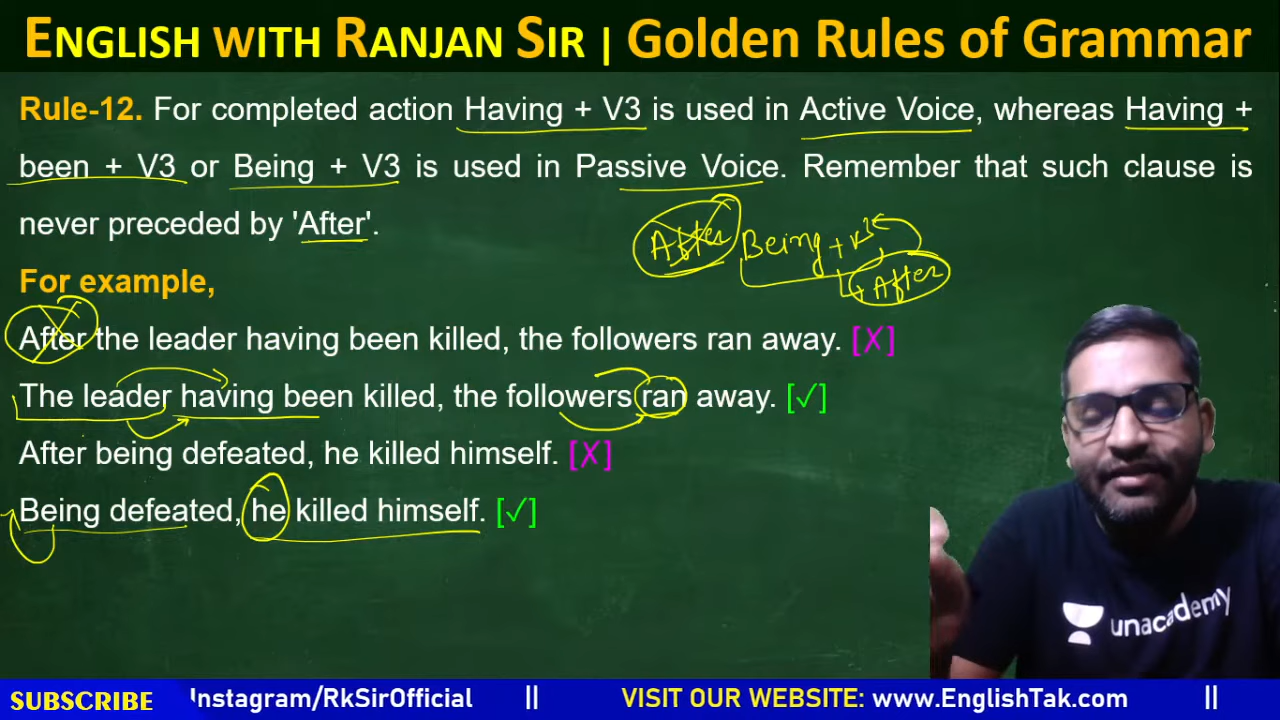 ENGLISH WITH RANJAN SIR | Golden Rules of Grammar
Rule-12. For completed action Having + V3 is used in Active Voice, whereas Having +
been + V3 or Being + V3 is used in Passive Voice. Remember that such clause is
never preceded by 'After'.
After Being + V3
+ After
For example,
After the leader having been killed, the followers ran away. [X]
The leader having been killed, the followers ran away. [✓]
After being defeated, he killed himself. [X]
Being defeated, he killed himself. [✓]
unacademy
SUBSCRIBE Instagram/RkSirOfficial || VISIT OUR WEBSITE: www.EnglishTak.com ||